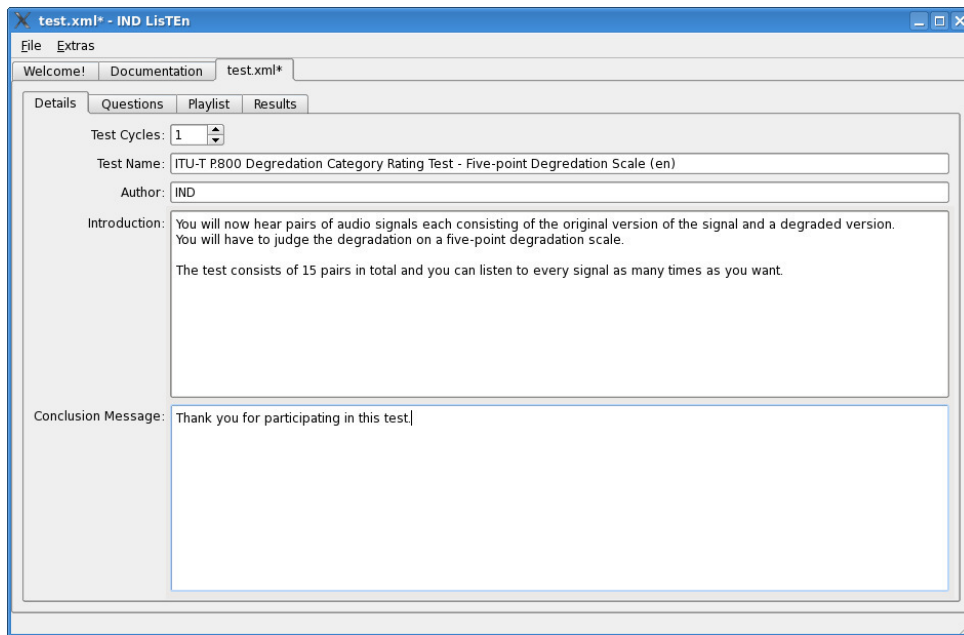 test.xml* - IND LisTEn
File Extras
Welcome! Documentation test.xml*
Details Questions Playlist Results
Test Cycles: 1
Test Name: ITU-T P.800 Degredation Category Rating Test - Five-point Degredation Scale (en)
Author: IND
Introduction: You will now hear pairs of audio signals each consisting of the original version of the signal and a degraded version.
You will have to judge the degradation on a five-point degradation scale.
The test consists of 15 pairs in total and you can listen to every signal as many times as you want.
Conclusion Message: Thank you for participating in this test.